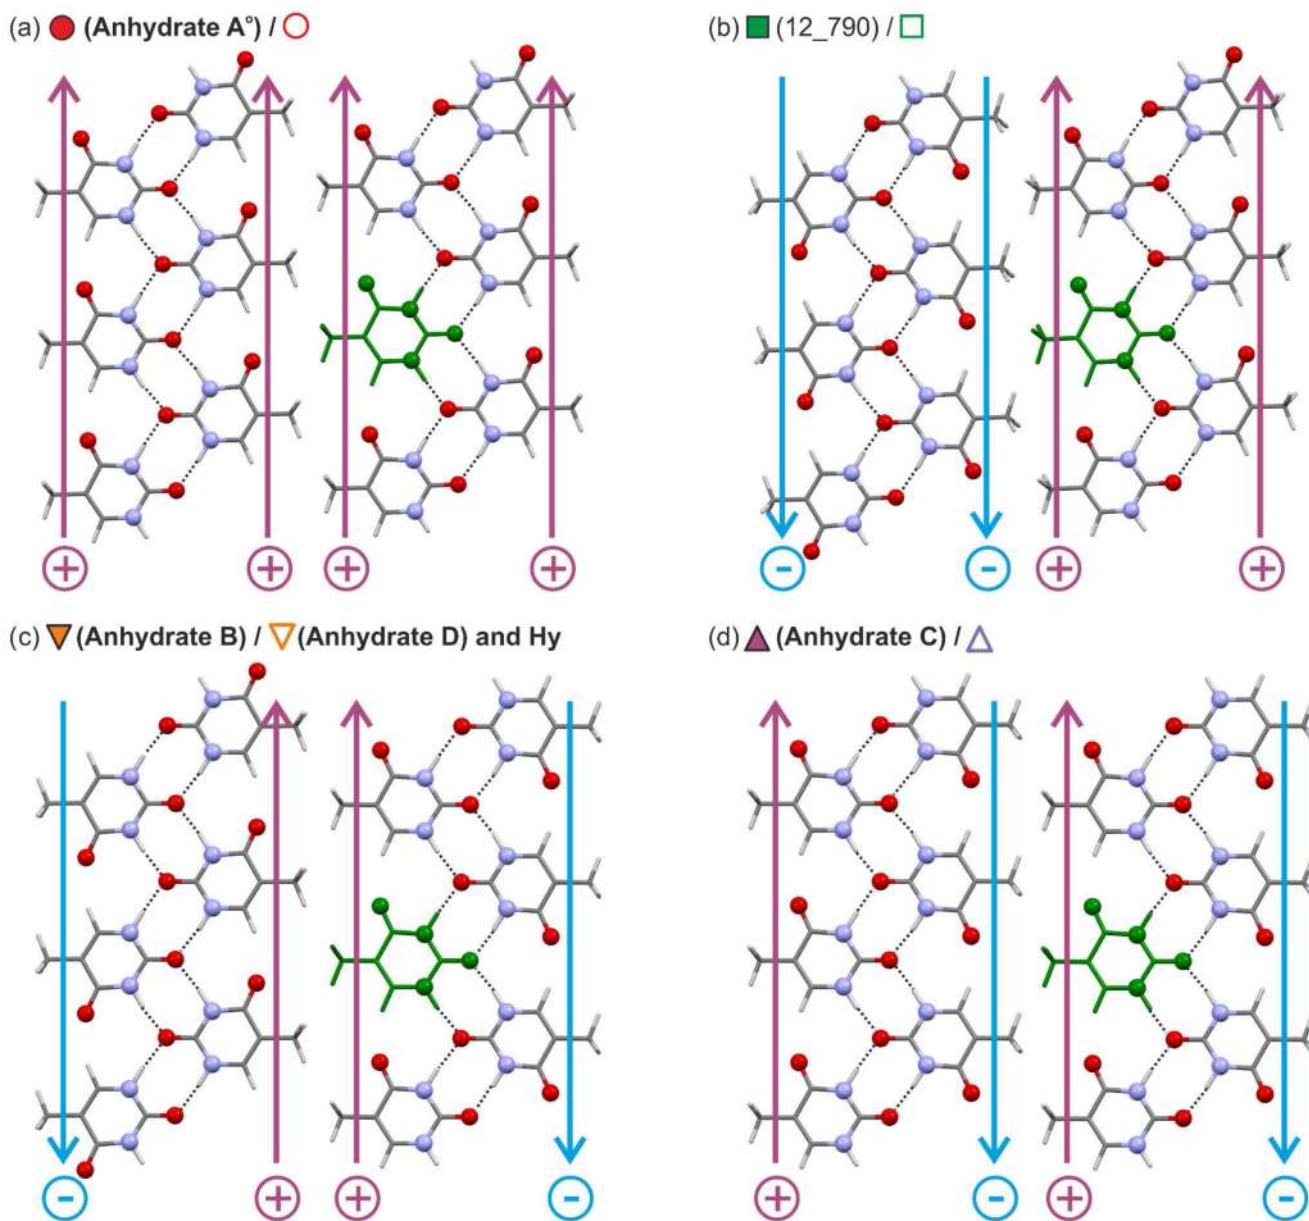 (a) (Anhydrate A°) /
(b) (12_790) /
+ + + +
- - + +
(c) (Anhydrate B) / (Anhydrate D) and Hy
(d) (Anhydrate C) /
- + + -
+ - + -